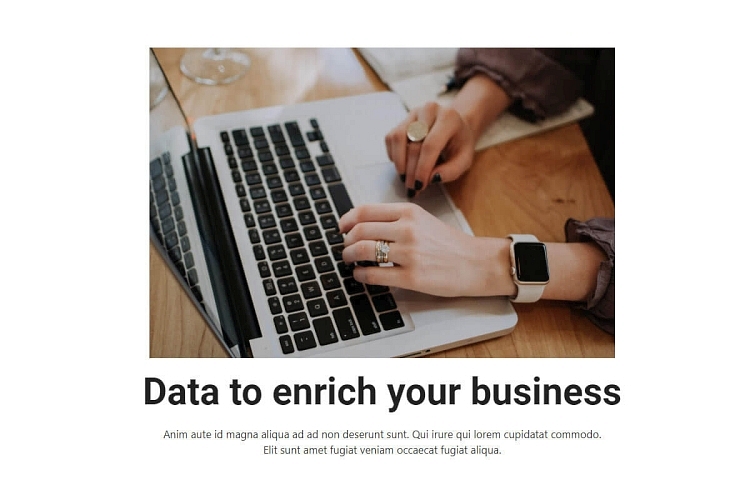 Data to enrich your business
Anim aute id magna aliqua ad ad non deserunt sunt. Qui irure qui lorem cupidatat commodo.
Elit sunt amet fugiat veniam occaecat fugiat aliqua.